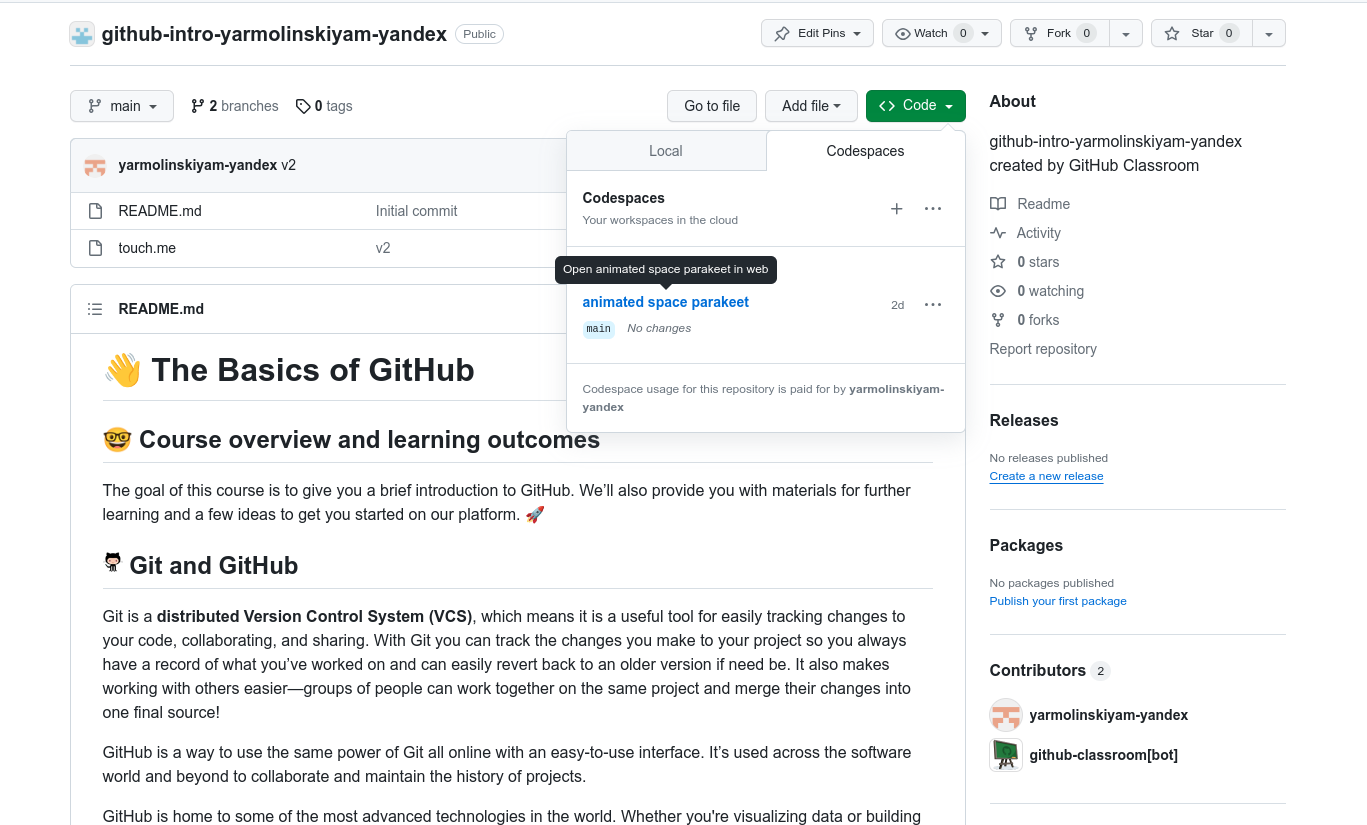 github-intro-yarmolinskiyam-yandex Public
Edit Pins Watch 0 Fork 0 Star 0
main 2 branches 0 tags
Go to file Add file Code
Local Codespaces
Codespaces
Your workspaces in the cloud
Open animated space parakeet in web
animated space parakeet 2d
main No changes
Codespace usage for this repository is paid for by yarmolinskiyam-
yandex
yarmolinskiyam-yandex v2
README.md Initial commit
touch.me v2
README.md
👋 The Basics of GitHub
🤓 Course overview and learning outcomes
The goal of this course is to give you a brief introduction to GitHub. We’ll also provide you with materials for further
learning and a few ideas to get you started on our platform. 🚀
Git and GitHub
Git is a distributed Version Control System (VCS), which means it is a useful tool for easily tracking changes to
your code, collaborating, and sharing. With Git you can track the changes you make to your project so you always
have a record of what you’ve worked on and can easily revert back to an older version if need be. It also makes
working with others easier—groups of people can work together on the same project and merge their changes into
one final source!
GitHub is a way to use the same power of Git all online with an easy-to-use interface. It’s used across the software
world and beyond to collaborate and maintain the history of projects.
GitHub is home to some of the most advanced technologies in the world. Whether you're visualizing data or building
About
github-intro-yarmolinskiyam-yandex
created by GitHub Classroom
Readme
Activity
0 stars
0 watching
0 forks
Report repository
Releases
No releases published
Create a new release
Packages
No packages published
Publish your first package
Contributors 2
yarmolinskiyam-yandex
github-classroom[bot]